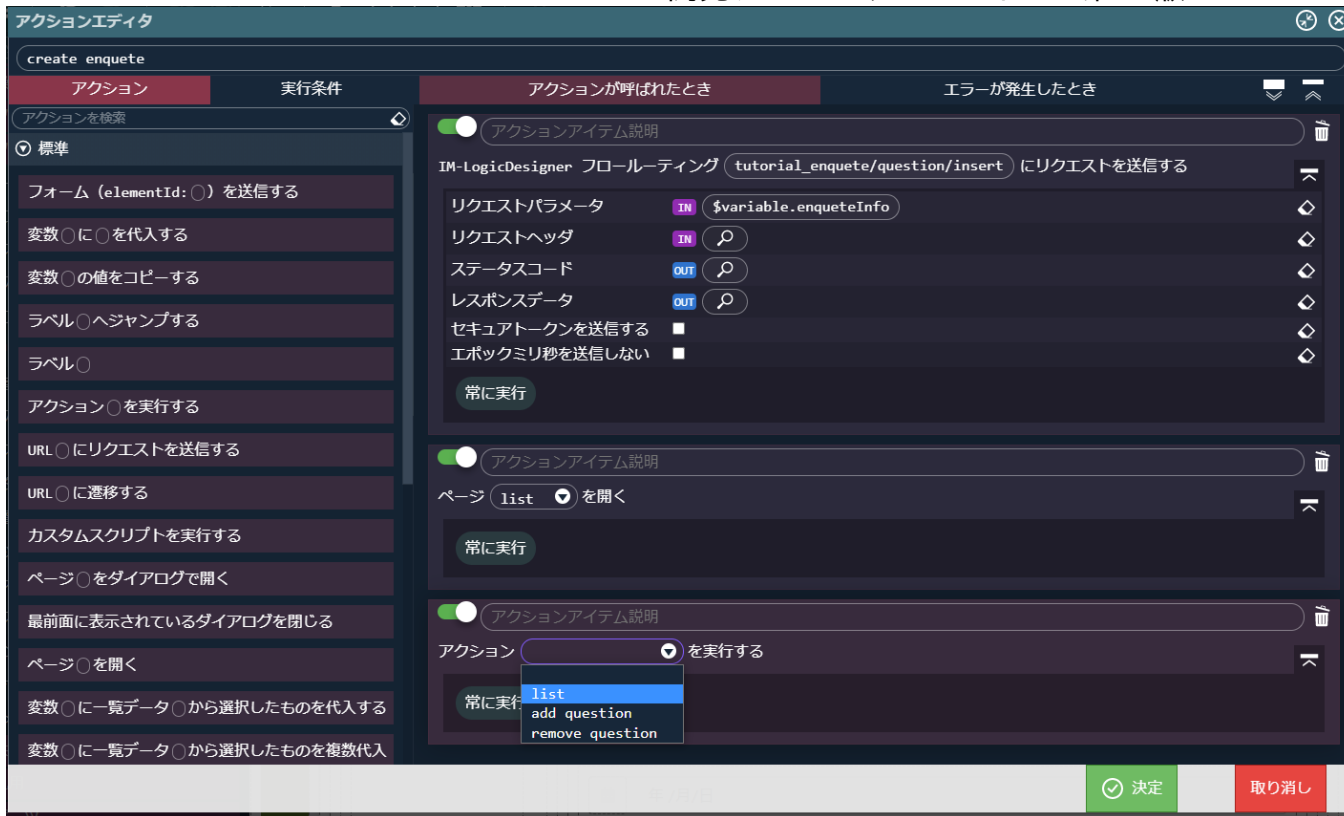 アクションエディタ
create enquete
アクション 実行条件 アクションが呼ばれたとき エラーが発生したとき
アクションを検索
標準
フォーム (elementId:) を送信する
変数に を代入する
変数 の値をコピーする
ラベル へジャンプする
ラベル
アクション を実行する
URL にリクエストを送信する
URL に遷移する
カスタムスクリプトを実行する
ページ をダイアログで開く
最前面に表示されているダイアログを閉じる
ページ を開く
変数 に一覧データ から選択したものを代入する
変数 に一覧データ から選択したものを複数代入
アクションアイテム説明
IM-LogicDesigner フロールーティング tutorial_enquete/question/insert にリクエストを送信する
リクエストパラメータ IN $variable.enqueteInfo
リクエストヘッダ IN
ステータスコード OUT
レスポンスデータ OUT
セキュアトークンを送信する
エポックミリ秒を送信しない
常に実行
アクションアイテム説明
ページ list を開く
常に実行
アクションアイテム説明
アクション を実行する
常に実行
list
add question
remove question
決定 取り消し